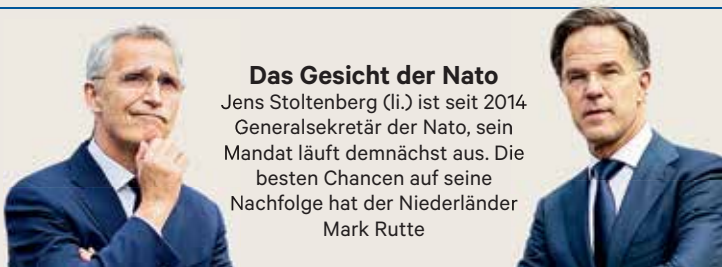 Das Gesicht der Nato
Jens Stoltenberg (li.) ist seit 2014
Generalsekretär der Nato, sein
Mandat läuft demnächst aus. Die
besten Chancen auf seine
Nachfolge hat der Niederländer
Mark Rutte